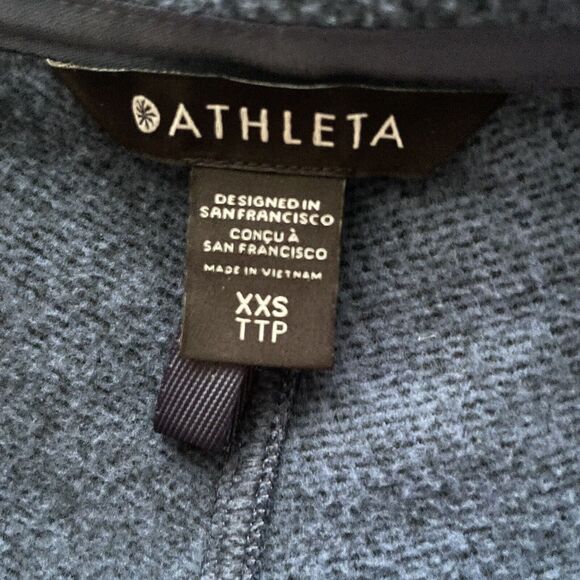 ATHLETA
DESIGNED IN
SAN FRANCISCO
CONÇU À
SAN FRANCISCO
MADE IN VIETNAM
XXS
TTP